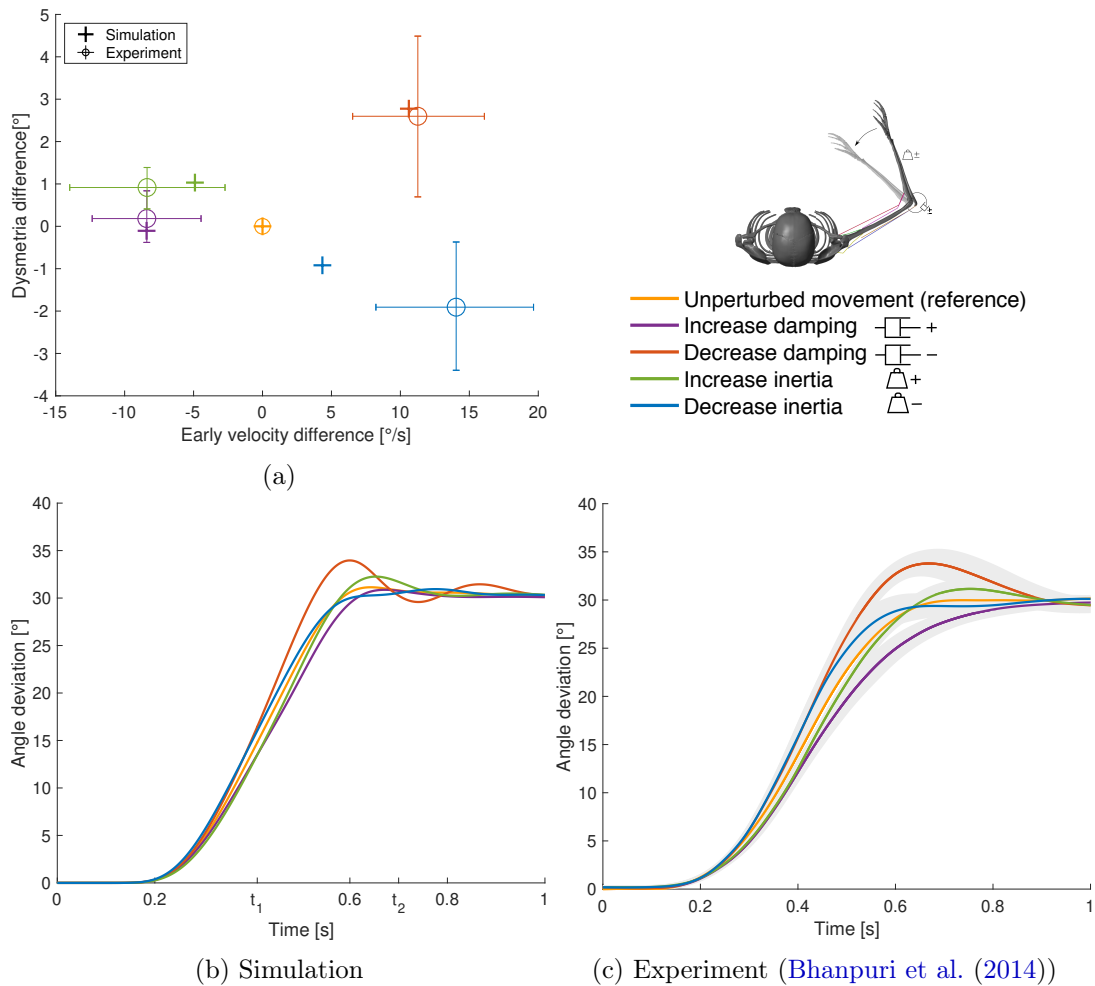 Simulation
Experiment
5
4
3
2
1
0
-1
-2
-3
-4
Dysmetria difference[°]
-15
-10
-5
0
5
10
15
20
Early velocity difference [°/s]
(a)
±
±
Unperturbed movement (reference)
Increase damping +
Decrease damping −
Increase inertia +
Decrease inertia −
40
35
30
25
20
15
10
5
0
Angle deviation [°]
0
0.2
t1
0.6
t2
0.8
1
Time [s]
(b) Simulation
40
35
30
25
20
15
10
5
0
Angle deviation [°]
0
0.2
0.4
0.6
0.8
1
Time [s]
(c) Experiment (Bhanpuri et al. (2014))